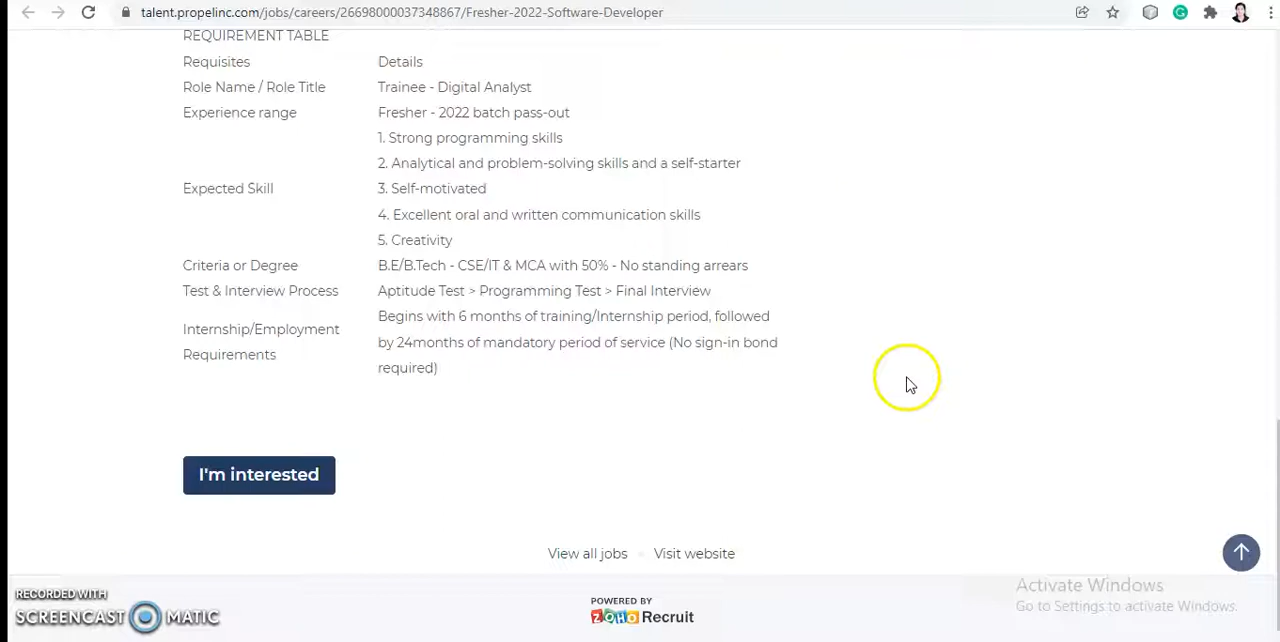 talent.propelinc.com/jobs/careers/26698000037348867/Fresher-2022-Software-Developer
REQUIREMENT TABLE
Requisites Details
Role Name / Role Title Trainee - Digital Analyst
Experience range Fresher - 2022 batch pass-out
1. Strong programming skills
2. Analytical and problem-solving skills and a self-starter
Expected Skill 3. Self-motivated
4. Excellent oral and written communication skills
5. Creativity
Criteria or Degree B.E/B.Tech - CSE/IT & MCA with 50% - No standing arrears
Test & Interview Process Aptitude Test > Programming Test > Final Interview
Internship/Employment Requirements
Begins with 6 months of training/Internship period, followed
by 24months of mandatory period of service (No sign-in bond
required)
I'm interested
View all jobs Visit website
Activate Windows
Go to Settings to activate Windows.
RECORDED WITH
SCREENCAST MATIC
POWERED BY
ZOHO Recruit